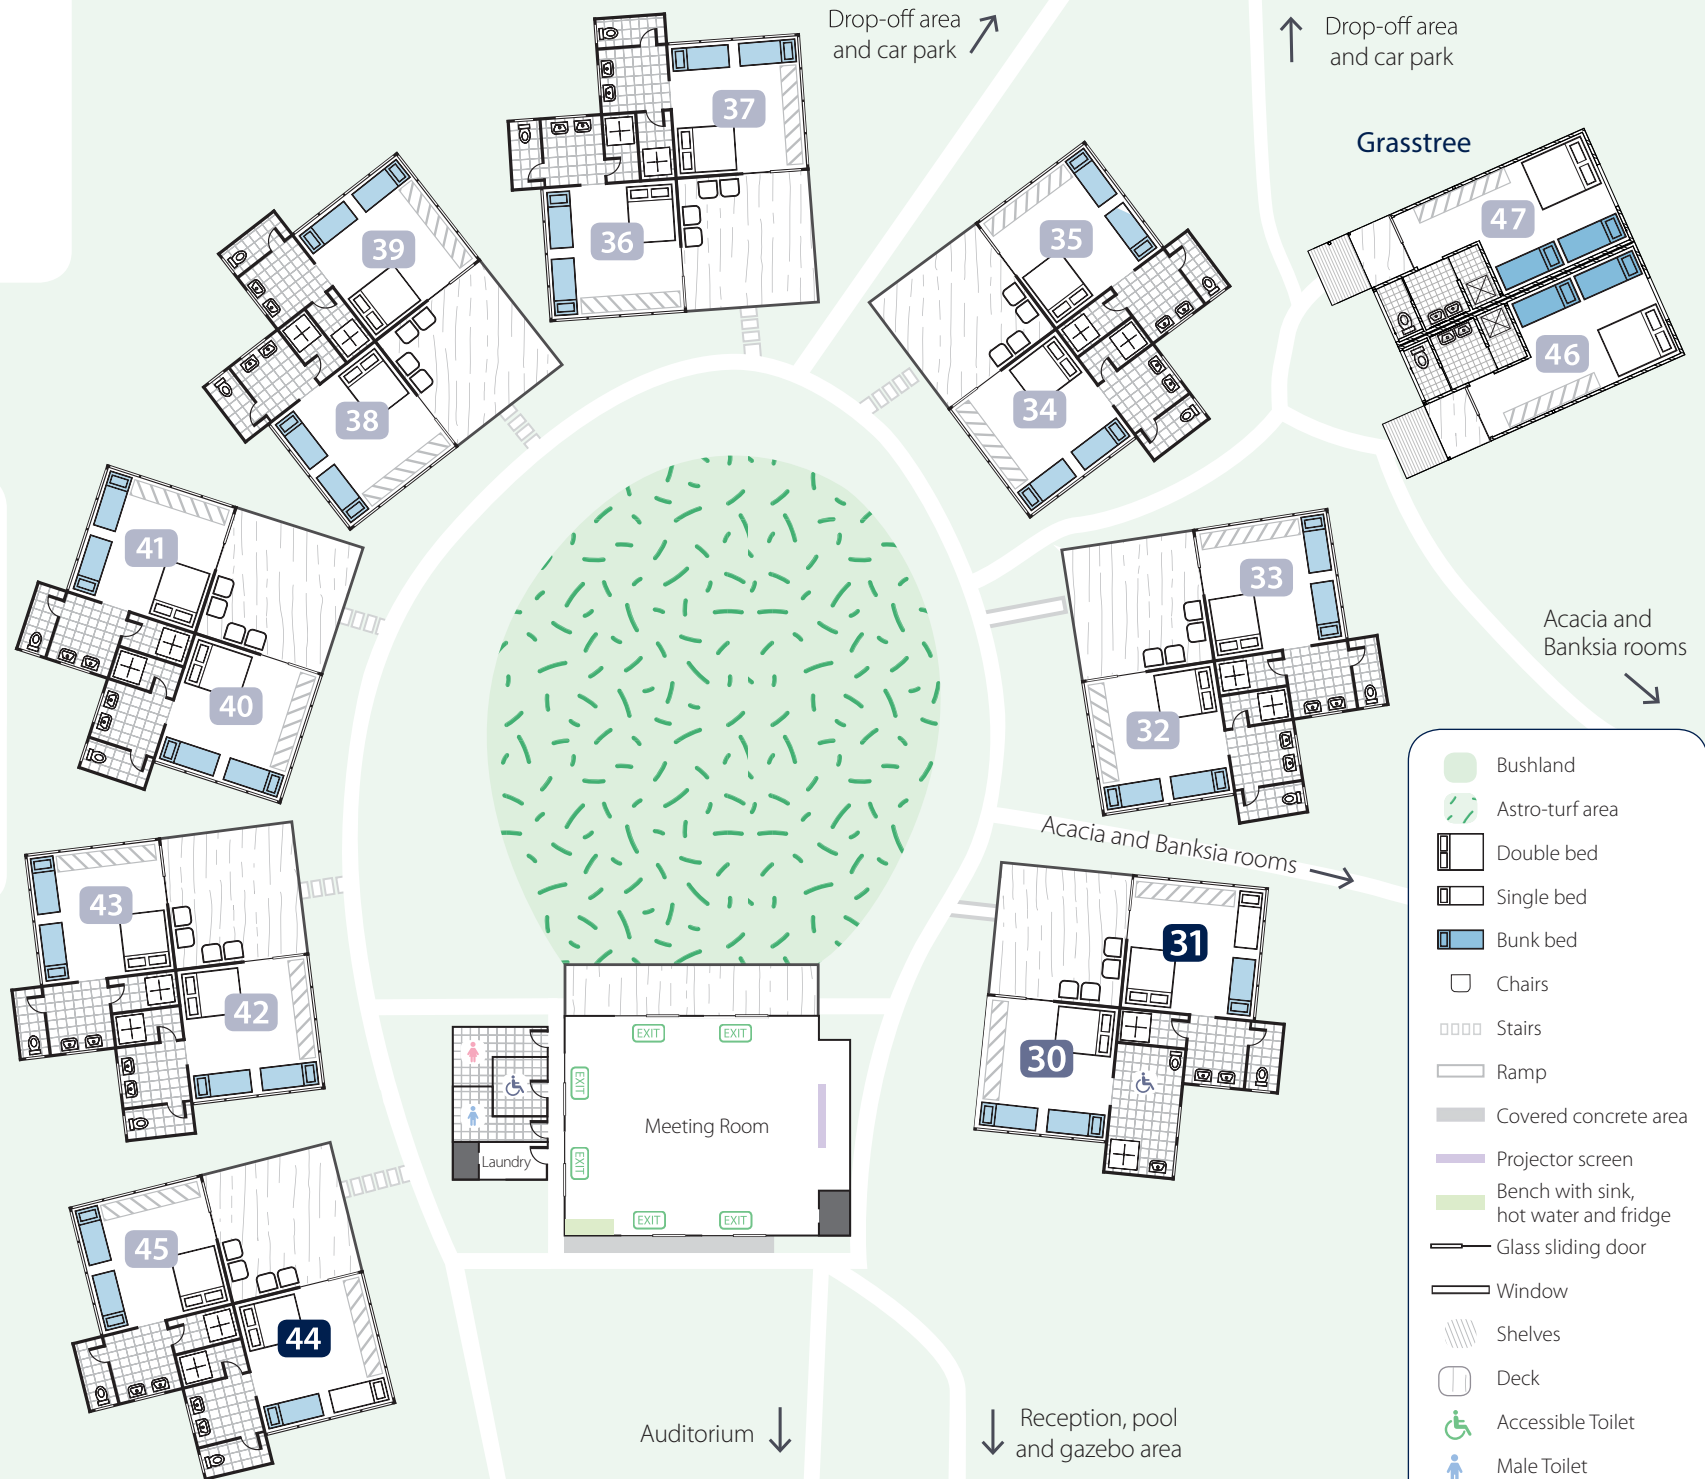 Drop-off area
and car park
Drop-off area
and car park
Grasstree
37
36
39
38
35
34
47
46
41
40
33
32
Acacia and
Banksia rooms
Acacia and Banksia rooms
43
42
31
30
45
44
EXIT
EXIT
EXIT
EXIT
EXIT
EXIT
Meeting Room
Laundry
Auditorium
Reception, pool
and gazebo area
Bushland
Astro-turf area
Double bed
Single bed
Bunk bed
Chairs
Stairs
Ramp
Covered concrete area
Projector screen
Bench with sink,
hot water and fridge
Glass sliding door
Window
Shelves
Deck
Accessible Toilet
Male Toilet